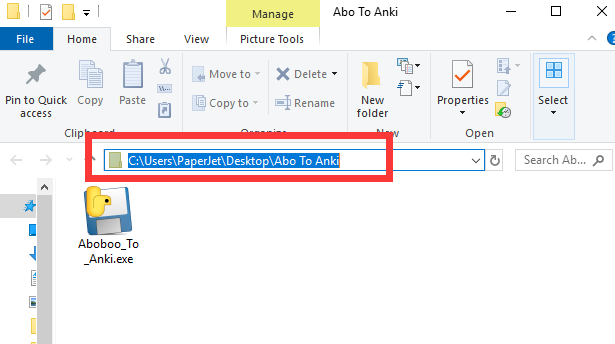 Manage
Abo To Anki
File
Home
Share
View
Picture Tools
Pin to Quick
access
Copy
Paste
Move to
Copy to
Delete
Rename
New
folder
Properties
Select
Clipboard
Organize
New
Open
C:\Users\PaperJet\Desktop\Abo To Anki
Search Ab...
Aboboo_To
_Anki.exe